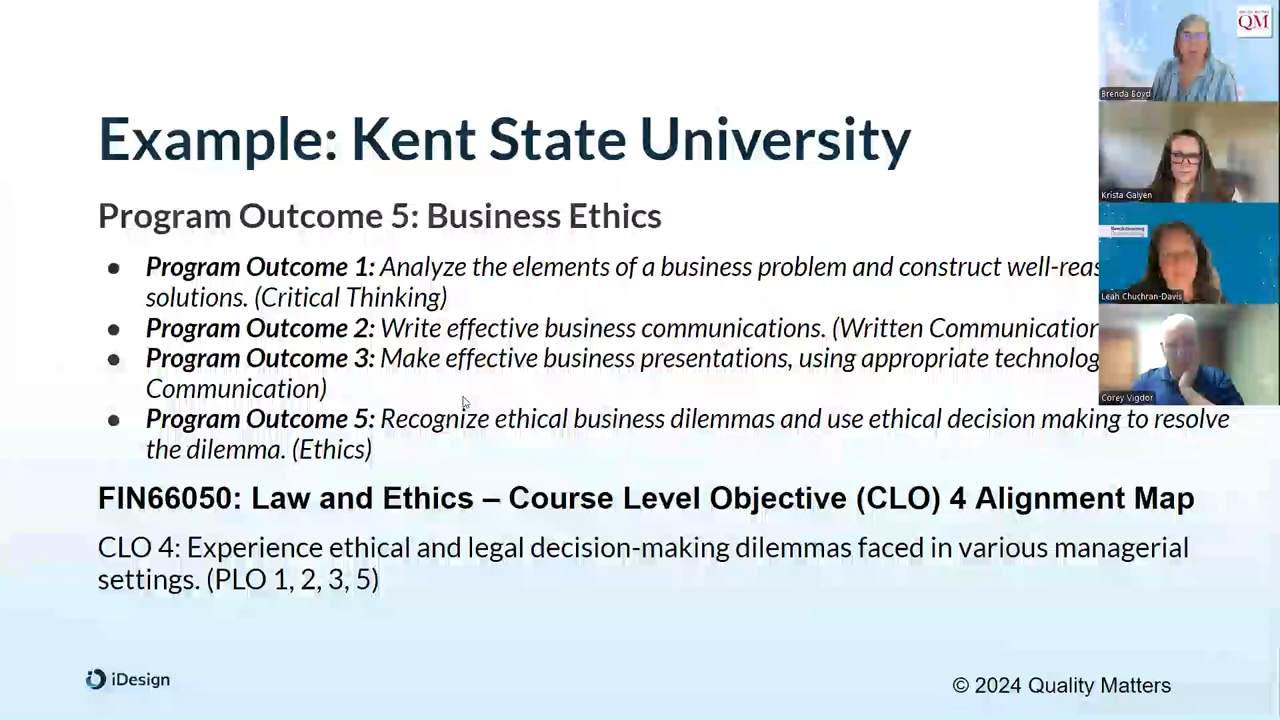 Example: Kent State University
Program Outcome 5: Business Ethics
● Program Outcome 1: Analyze the elements of a business problem and construct well-reas
solutions. (Critical Thinking)
● Program Outcome 2: Write effective business communications. (Written Communication
● Program Outcome 3: Make effective business presentations, using appropriate technolog
Communication)
● Program Outcome 5: Recognize ethical business dilemmas and use ethical decision making to resolve
the dilemma. (Ethics)
FIN66050: Law and Ethics – Course Level Objective (CLO) 4 Alignment Map
CLO 4: Experience ethical and legal decision-making dilemmas faced in various managerial
settings. (PLO 1, 2, 3, 5)
iDesign
© 2024 Quality Matters
QM
Brenda Boyd
Krista Galyen
Leah Chuchran-Davis
Corey Vigdor